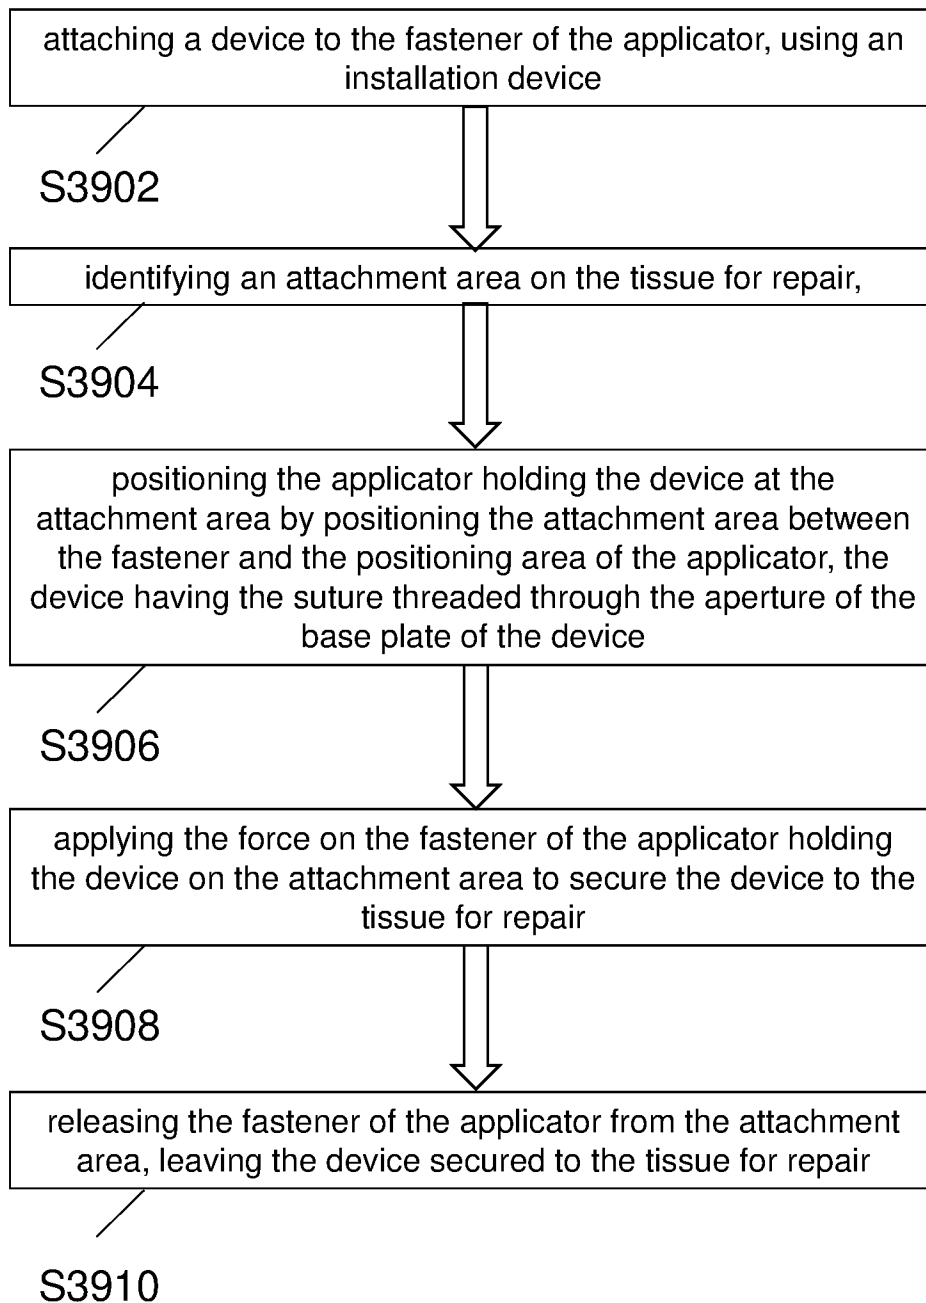 attaching a device to the fastener of the applicator, using an
installation device
S3902
identifying an attachment area on the tissue for repair,
S3904
positioning the applicator holding the device at the
attachment area by positioning the attachment area between
the fastener and the positioning area of the applicator, the
device having the suture threaded through the aperture of the
base plate of the device
S3906
applying the force on the fastener of the applicator holding
the device on the attachment area to secure the device to the
tissue for repair
S3908
releasing the fastener of the applicator from the attachment
area, leaving the device secured to the tissue for repair
S3910